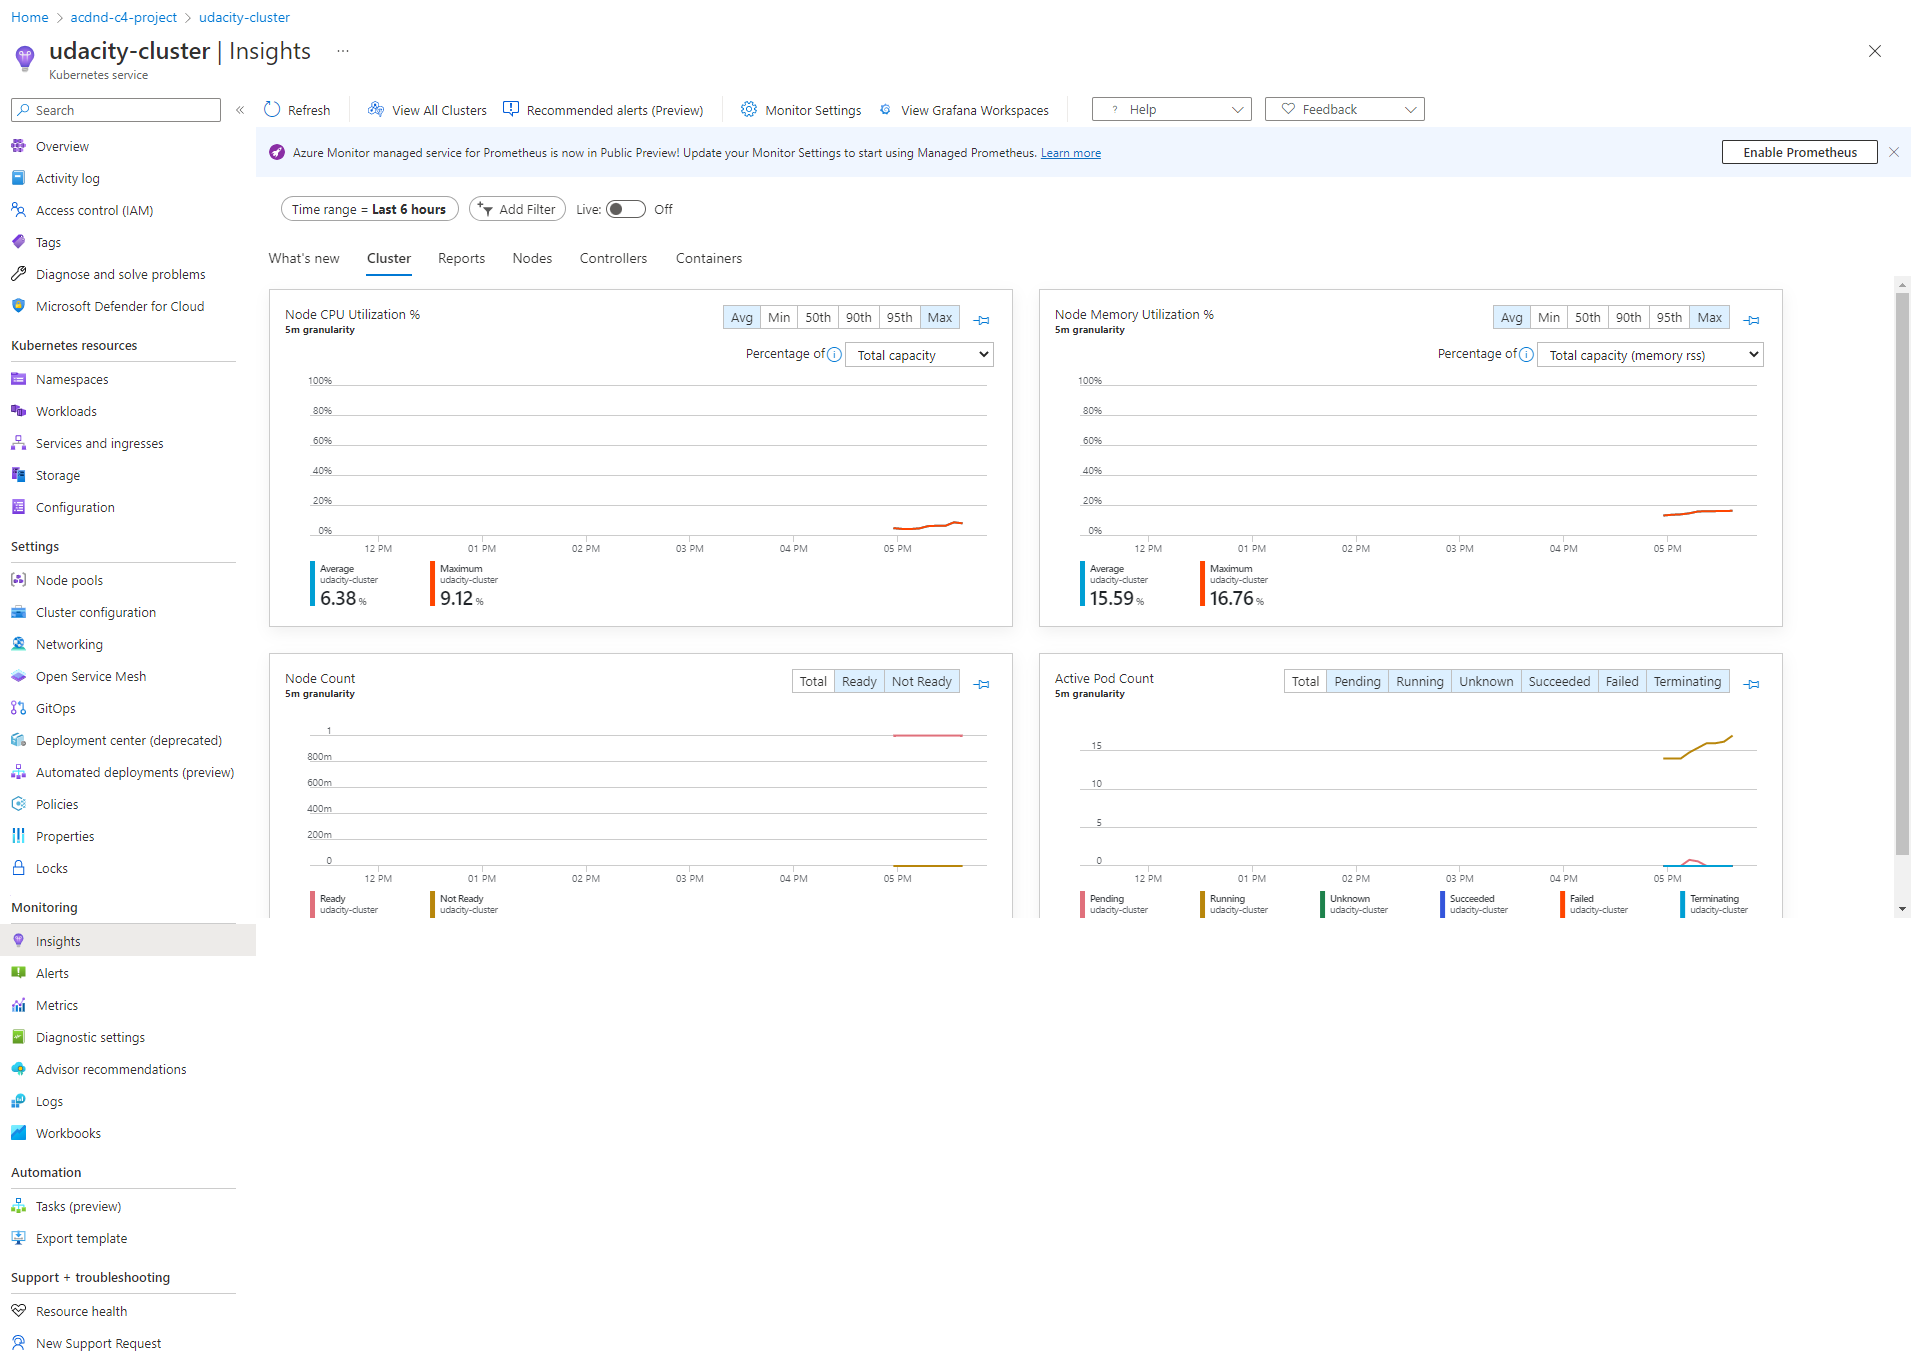 Home > acdnd-c4-project > udacity-cluster
udacity-cluster | Insights ...
Kubernetes service
Search
«
Refresh
View All Clusters
Recommended alerts (Preview)
Monitor Settings
View Grafana Workspaces
? Help
Feedback
Azure Monitor managed service for Prometheus is now in Public Preview! Update your Monitor Settings to start using Managed Prometheus. Learn more
Enable Prometheus
Overview
Activity log
Access control (IAM)
Tags
Diagnose and solve problems
Microsoft Defender for Cloud
Kubernetes resources
Namespaces
Workloads
Services and ingresses
Storage
Configuration
Settings
Node pools
Cluster configuration
Networking
Open Service Mesh
GitOps
Deployment center (deprecated)
Automated deployments (preview)
Policies
Properties
Locks
Monitoring
Insights
Alerts
Metrics
Diagnostic settings
Advisor recommendations
Logs
Workbooks
Automation
Tasks (preview)
Export template
Support + troubleshooting
Resource health
New Support Request
Time range = Last 6 hours
Add Filter
Live: Off
What's new Cluster Reports Nodes Controllers Containers
Node CPU Utilization %
5m granularity
Avg Min 50th 90th 95th Max
Percentage of Total capacity
100%
80%
60%
40%
20%
0%
12 PM 01 PM 02 PM 03 PM 04 PM 05 PM
Average
udacity-cluster
6.38 %
Maximum
udacity-cluster
9.12 %
Node Memory Utilization %
5m granularity
Avg Min 50th 90th 95th Max
Percentage of Total capacity (memory rss)
100%
80%
60%
40%
20%
0%
12 PM 01 PM 02 PM 03 PM 04 PM 05 PM
Average
udacity-cluster
15.59 %
Maximum
udacity-cluster
16.76 %
Node Count
5m granularity
Total Ready Not Ready
1
800m
600m
400m
200m
0
12 PM 01 PM 02 PM 03 PM 04 PM 05 PM
Ready
udacity-cluster
Not Ready
udacity-cluster
Active Pod Count
5m granularity
Total Pending Running Unknown Succeeded Failed Terminating
15
10
5
0
12 PM 01 PM 02 PM 03 PM 04 PM 05 PM
Pending
udacity-cluster
Running
udacity-cluster
Unknown
udacity-cluster
Succeeded
udacity-cluster
Failed
udacity-cluster
Terminating
udacity-cluster